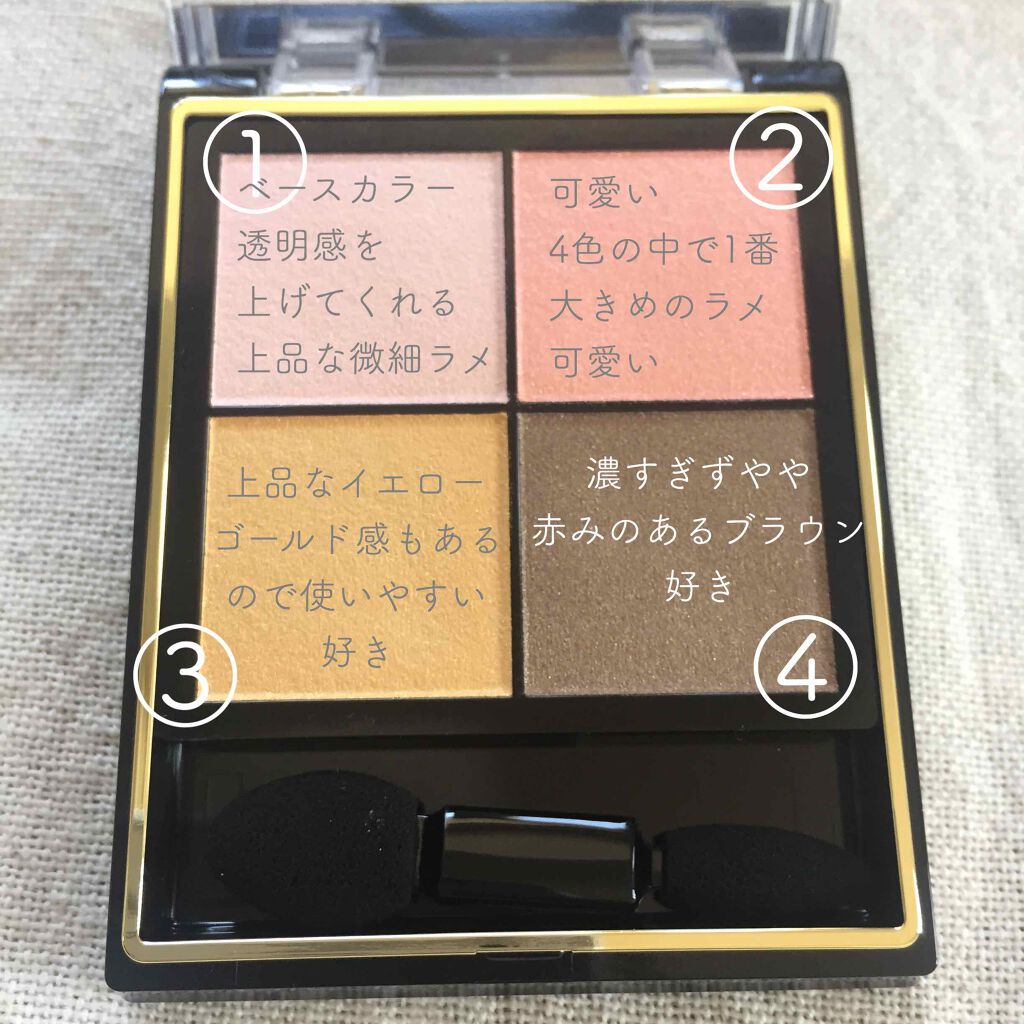 ①
ベースカラー
透明感を
上げてくれる
上品な微細ラメ
②
可愛い
4色の中で1番
大きめのラメ
可愛い
上品なイエロー
ゴールド感もある
ので使いやすい
好き
③
濃すぎずやや
赤みのあるブラウン
好き
④